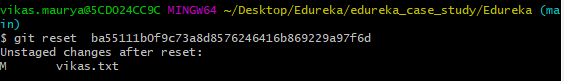 vikas.maurya@5CD024CC9C MINGW64 ~/Desktop/Edureka/edureka_case_study/Edureka (ma
in)
$ git reset  ba55111b0f9c73a8d8576246416b869229a97f6d
Unstaged changes after reset:
M       vikas.txt